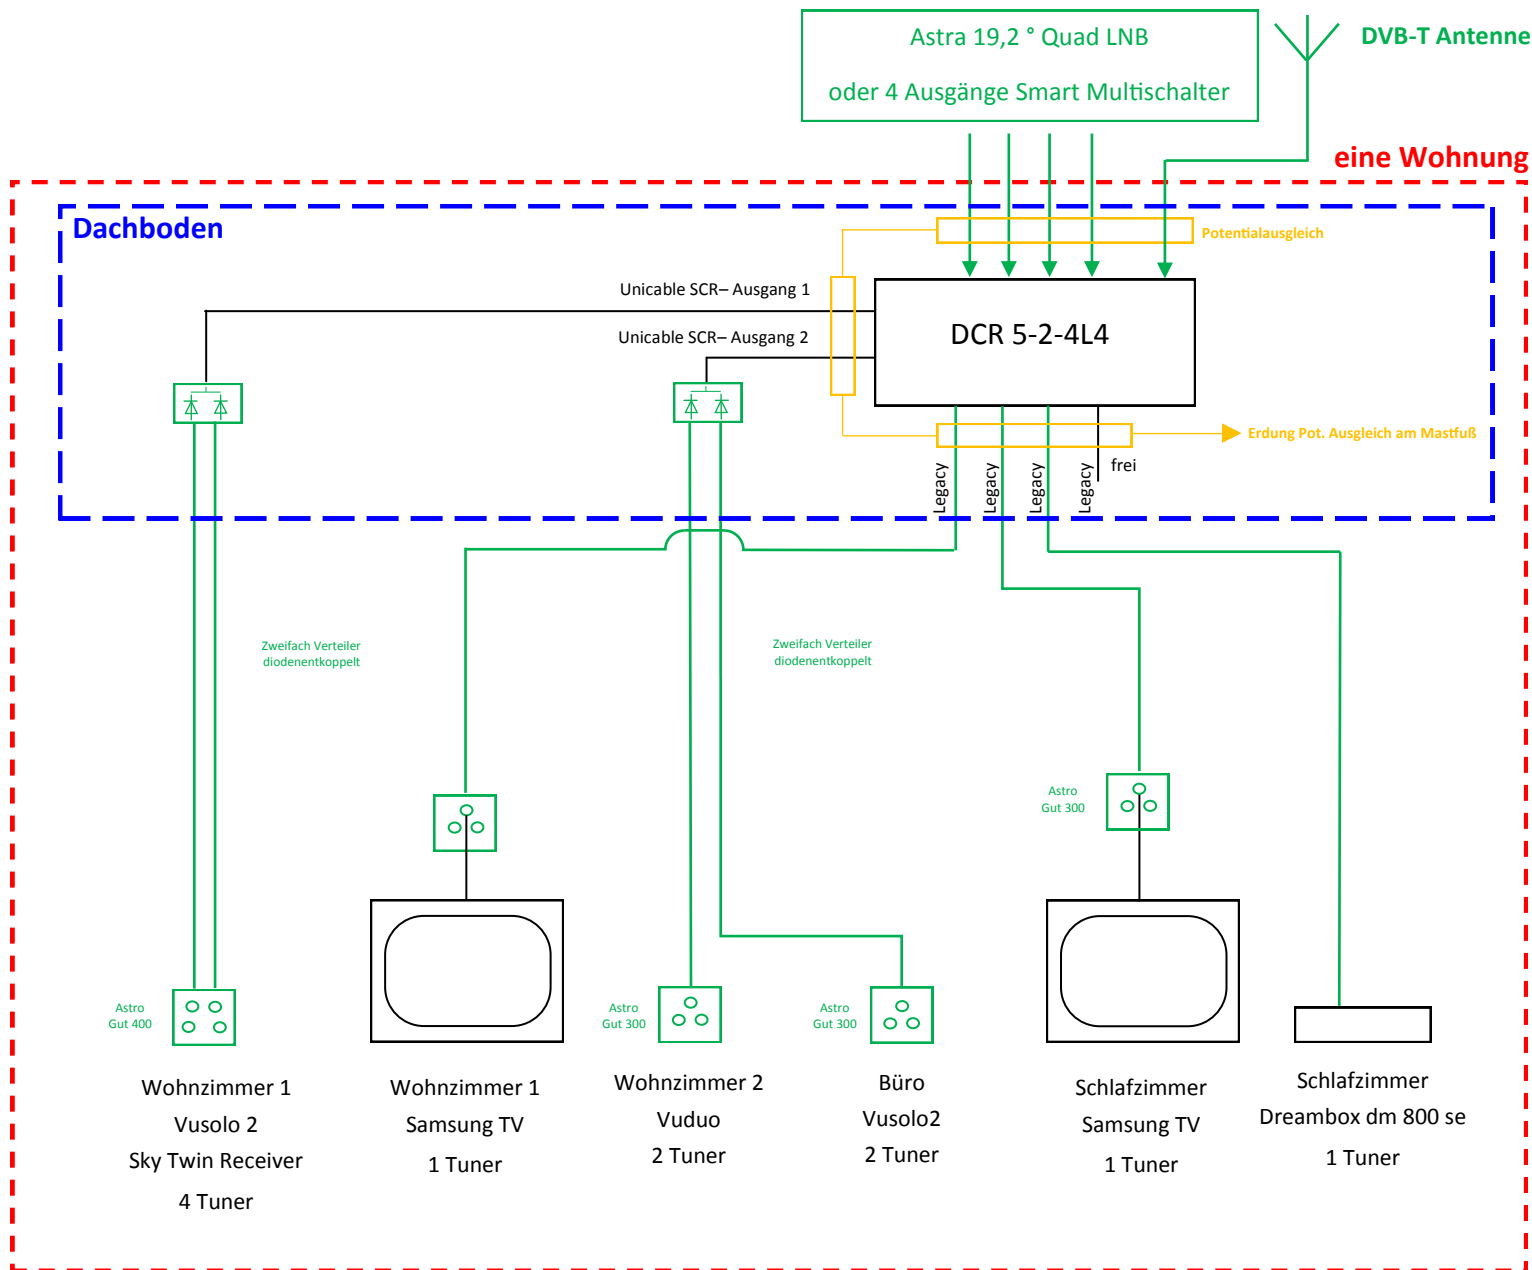 Astra 19,2 ° Quad LNB
oder 4 Ausgänge Smart Multischalter
DVB-T Antenne
eine Wohnung
Dachboden
Potentialausgleich
Unicable SCR– Ausgang 1
Unicable SCR– Ausgang 2
DCR 5-2-4L4
Erdung Pot. Ausgleich am Mastfuß
Legacy
Legacy
Legacy
Legacy
frei
Zweifach Verteiler
diodenentkoppelt
Zweifach Verteiler
diodenentkoppelt
Astro
Gut 300
Astro
Gut 400
Astro
Gut 300
Astro
Gut 300
Wohnzimmer 1
Vusolo 2
Sky Twin Receiver
4 Tuner
Wohnzimmer 1
Samsung TV
1 Tuner
Wohnzimmer 2
Vuduo
2 Tuner
Büro
Vusolo2
2 Tuner
Schlafzimmer
Samsung TV
1 Tuner
Schlafzimmer
Dreambox dm 800 se
1 Tuner